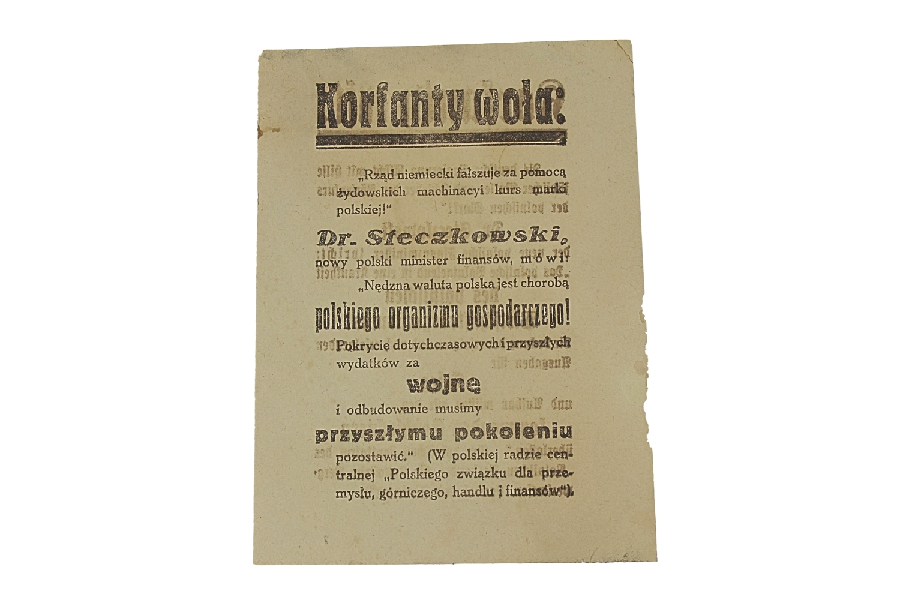 Korfanty woła:
„Rząd niemiecki fałszuje za pomocą
żydowskich machinacyi kurs marki
polskiej!“
Dr. Steczkowski,
nowy polski minister finansów, mówi:
„Nędzna waluta polska jest chorobą
polskiego organizmu gospodarczego!
Pokrycie dotychczasowych i przyszłych
wydatków za
wojnę
i odbudowanie musimy
przyszłymu pokoleniu
pozostawić.“ (W polskiej radzie cen-
tralnej „Polskiego związku dla prze-
mysłu, górniczego, handlu i finansów“).